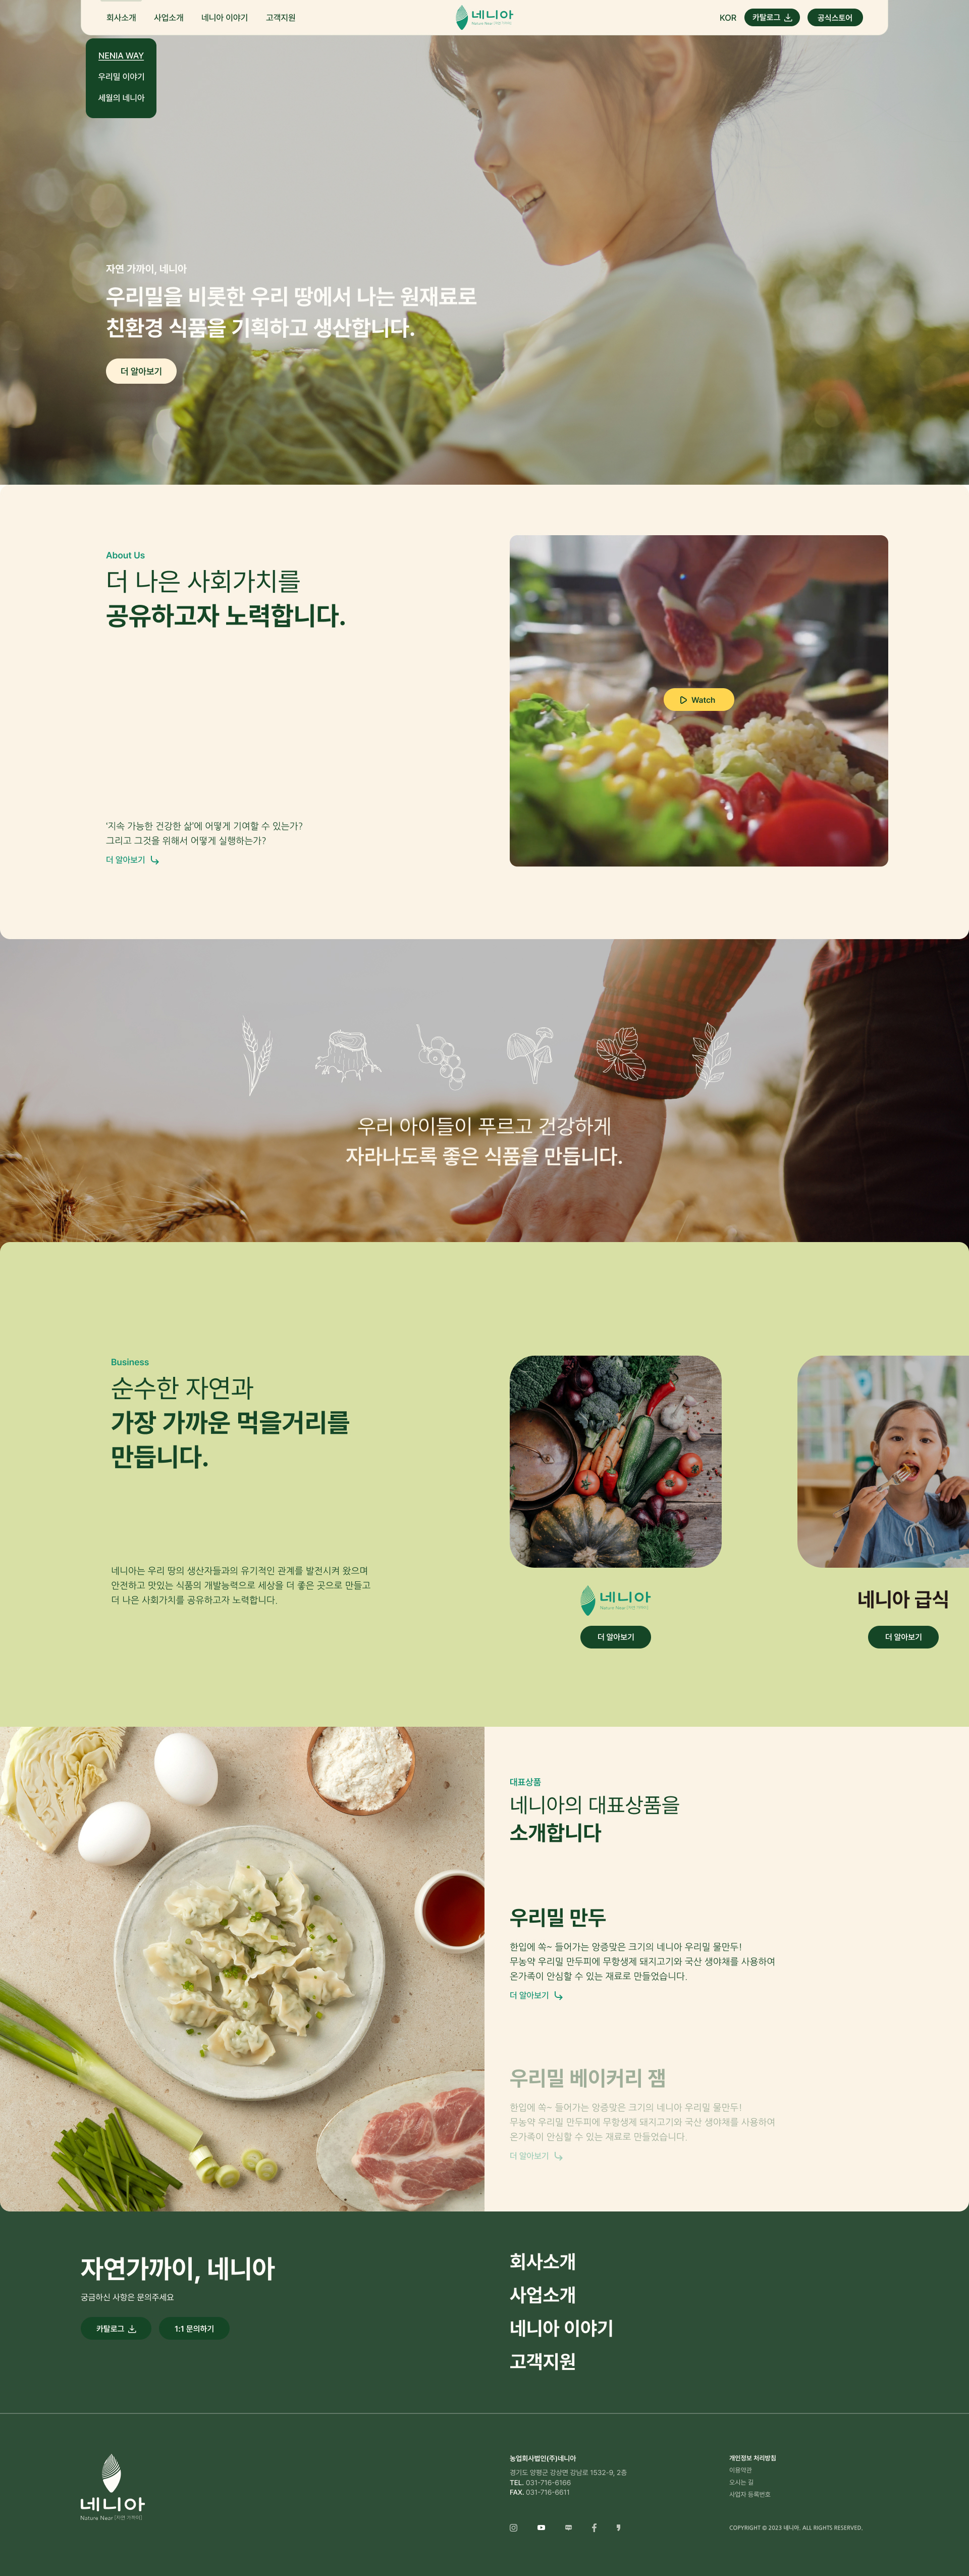 회사소개 사업소개 네니아 이야기 고객지원
네니아
Nature Near [자연 가까이]
KOR 카탈로그 공식스토어
NENIA WAY
우리밀 이야기
세월의 네니아
자연 가까이, 네니아
우리밀을 비롯한 우리 땅에서 나는 원재료로
친환경 식품을 기획하고 생산합니다.
더 알아보기
About Us
더 나은 사회가치를
공유하고자 노력합니다.
Watch
'지속 가능한 건강한 삶'에 어떻게 기여할 수 있는가?
그리고 그것을 위해서 어떻게 실행하는가?
더 알아보기
우리 아이들이 푸르고 건강하게
자라나도록 좋은 식품을 만듭니다.
Business
순수한 자연과
가장 가까운 먹을거리를
만듭니다.
네니아는 우리 땅의 생산자들과의 유기적인 관계를 발전시켜 왔으며
안전하고 맛있는 식품의 개발능력으로 세상을 더 좋은 곳으로 만들고
더 나은 사회가치를 공유하고자 노력합니다.
네니아
Nature Near [자연 가까이]
더 알아보기
네니아 급식
더 알아보기
대표상품
네니아의 대표상품을
소개합니다
우리밀 만두
한입에 쏙~ 들어가는 앙증맞은 크기의 네니아 우리밀 물만두!
무농약 우리밀 만두피에 무항생제 돼지고기와 국산 생야채를 사용하여
온가족이 안심할 수 있는 재료로 만들었습니다.
더 알아보기
우리밀 베이커리 잼
한입에 쏙~ 들어가는 앙증맞은 크기의 네니아 우리밀 물만두!
무농약 우리밀 만두피에 무항생제 돼지고기와 국산 생야채를 사용하여
온가족이 안심할 수 있는 재료로 만들었습니다.
더 알아보기
자연가까이, 네니아
궁금하신 사항은 문의주세요
카탈로그 1:1 문의하기
회사소개
사업소개
네니아 이야기
고객지원
네니아
Nature Near [자연 가까이]
농업회사법인(주)네니아
경기도 양평군 강상면 강남로 1532-9, 2층
TEL. 031-716-6166
FAX. 031-716-6611
개인정보 처리방침
이용약관
오시는 길
사업자 등록번호
COPYRIGHT © 2023 네니아. ALL RIGHTS RESERVED.